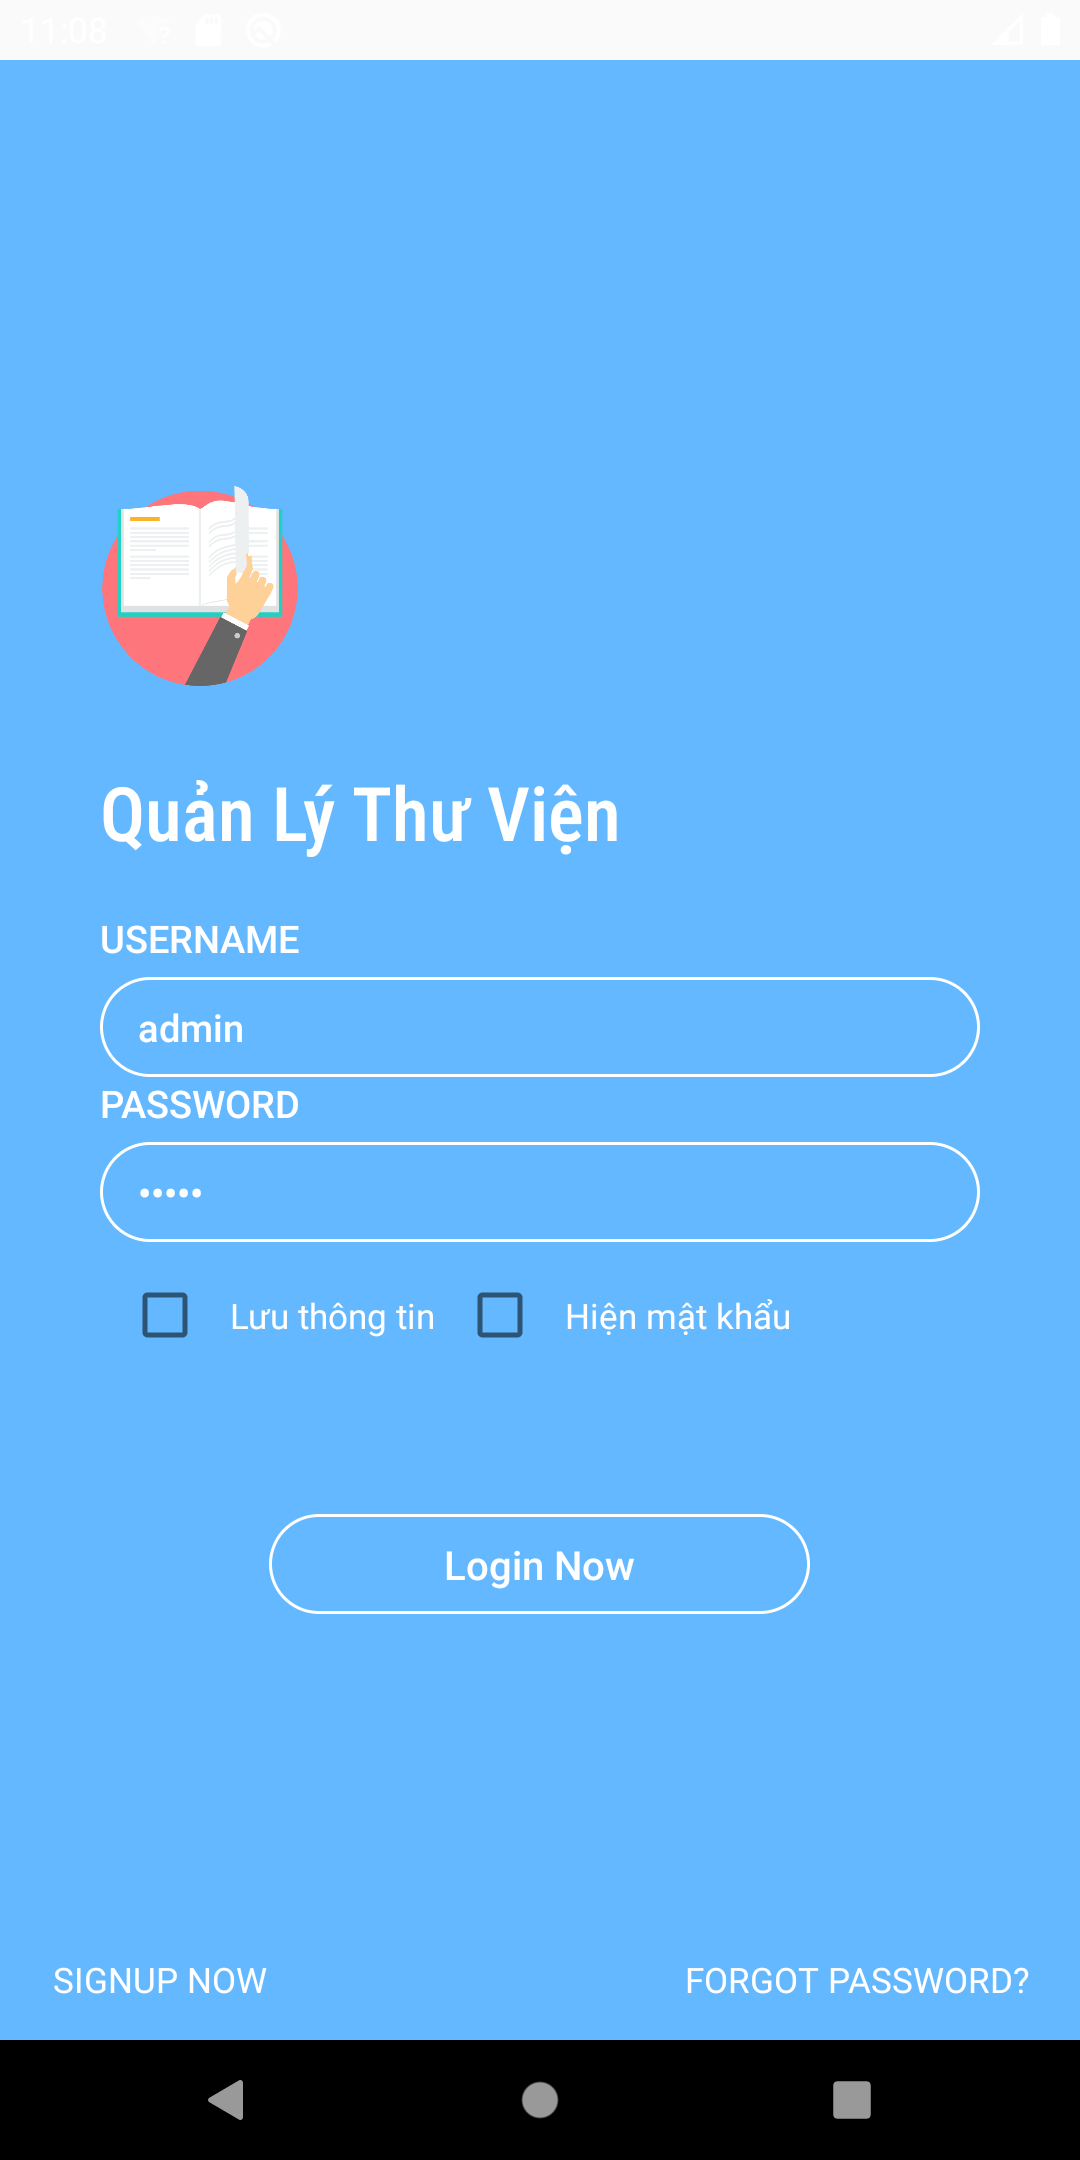 11:08
Quản Lý Thư Viện
USERNAME
admin
PASSWORD
•••••
Lưu thông tin
Hiện mật khẩu
Login Now
SIGNUP NOW
FORGOT PASSWORD?